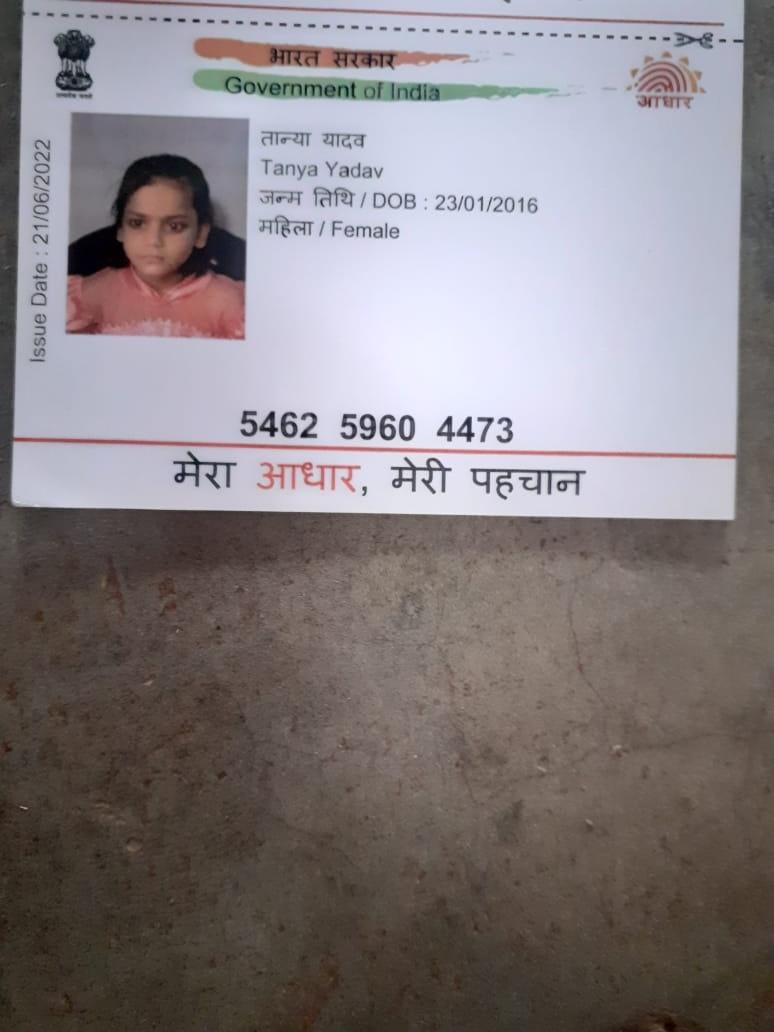 भारत सरकार
Government of India
आधार
Issue Date : 21/06/2022
तान्या यादव
Tanya Yadav
जन्म तिथि / DOB : 23/01/2016
महिला / Female
5462 5960 4473
मेरा आधार, मेरी पहचान